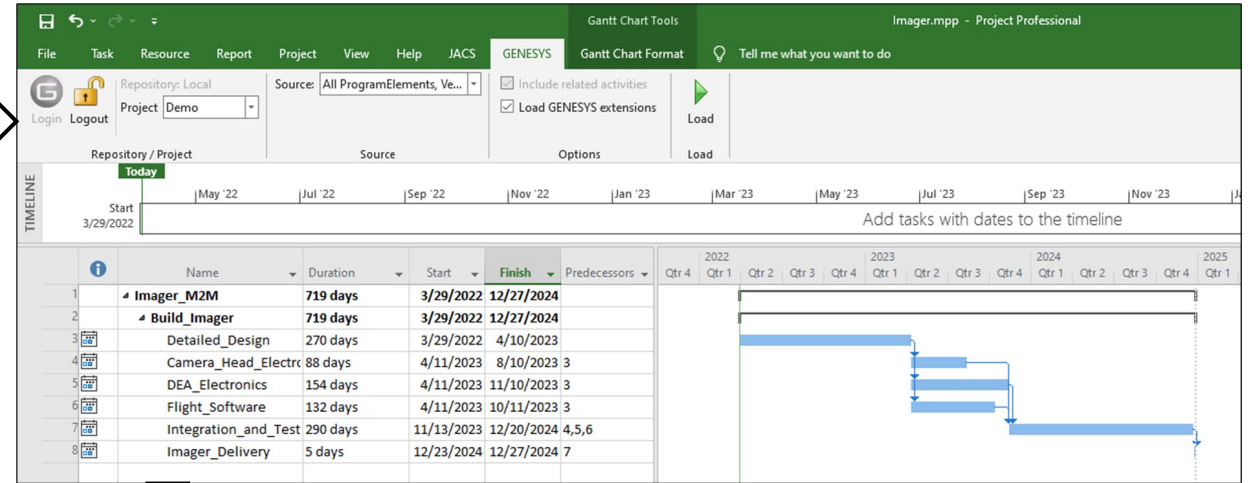 Gantt Chart Tools
Imager.mpp - Project Professional
File Task Resource Report Project View Help JACS GENESYS Gantt Chart Format Tell me what you want to do
G
Login Logout
Repository: Local
Project Demo
Repository / Project
Source: All ProgramElements, Ve...
Source
Include related activities
Load GENESYS extensions
Options
Load
Load
TIMELINE
Today
May '22 Jul '22 Sep '22 Nov '22 Jan '23 Mar '23 May '23 Jul '23 Sep '23 Nov '23
Start
3/29/2022
Add tasks with dates to the timeline
2022 2023 2024 2025
Name Duration Start Finish Predecessors Qtr 4 Qtr 1 Qtr 2 Qtr 3 Qtr 4 Qtr 1 Qtr 2 Qtr 3 Qtr 4 Qtr 1 Qtr 2 Qtr 3 Qtr 4 Qtr 1
1 Imager_M2M 719 days 3/29/2022 12/27/2024
2 Build_Imager 719 days 3/29/2022 12/27/2024
3 Detailed_Design 270 days 3/29/2022 4/10/2023
4 Camera_Head_Electrc 88 days 4/11/2023 8/10/2023 3
5 DEA_Electronics 154 days 4/11/2023 11/10/2023 3
6 Flight_Software 132 days 4/11/2023 10/11/2023 3
7 Integration_and_Test 290 days 11/13/2023 12/20/2024 4,5,6
8 Imager_Delivery 5 days 12/23/2024 12/27/2024 7